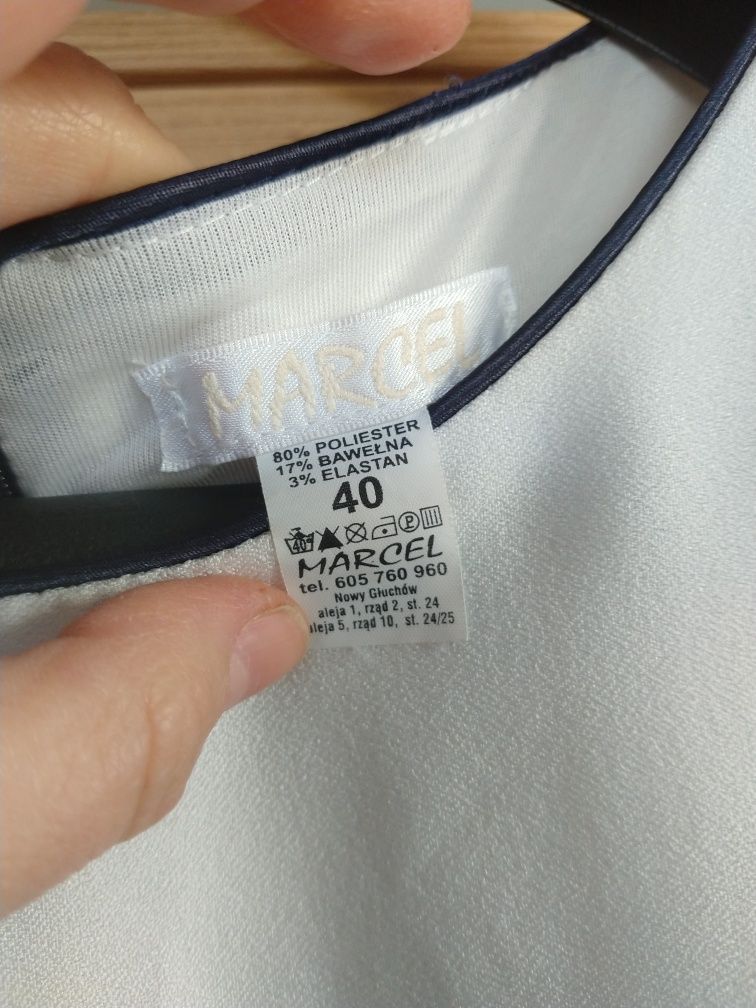 MARCEL
80% POLIESTER
17% BAWEŁNA
3% ELASTAN
40
40° P
MARCEL
tel. 605 760 960
Nowy Głuchów
aleja 1, rząd 2, st. 24
aleja 5, rząd 10, st. 24/25